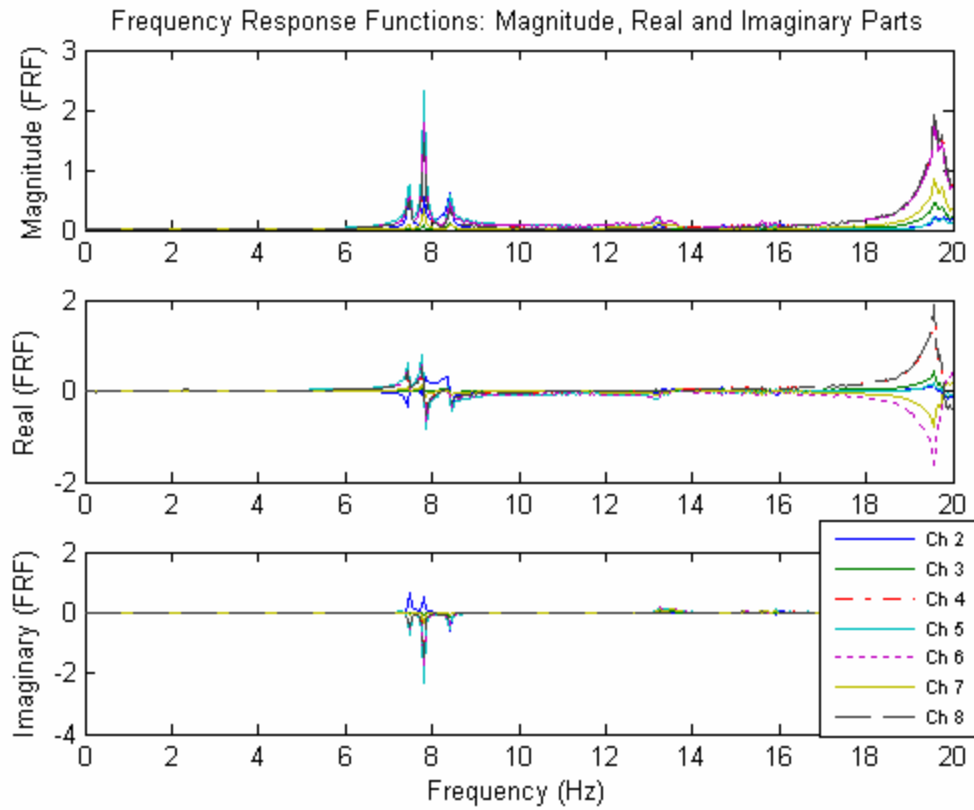 Frequency Response Functions: Magnitude, Real and Imaginary Parts
Magnitude (FRF)
3
2
1
0
0 2 4 6 8 10 12 14 16 18 20
Real (FRF)
2
0
-2
0 2 4 6 8 10 12 14 16 18 20
Imaginary (FRF)
2
0
-2
-4
0 2 4 6 8 10 12 14 16 18 20
Frequency (Hz)
Ch 2
Ch 3
Ch 4
Ch 5
Ch 6
Ch 7
Ch 8